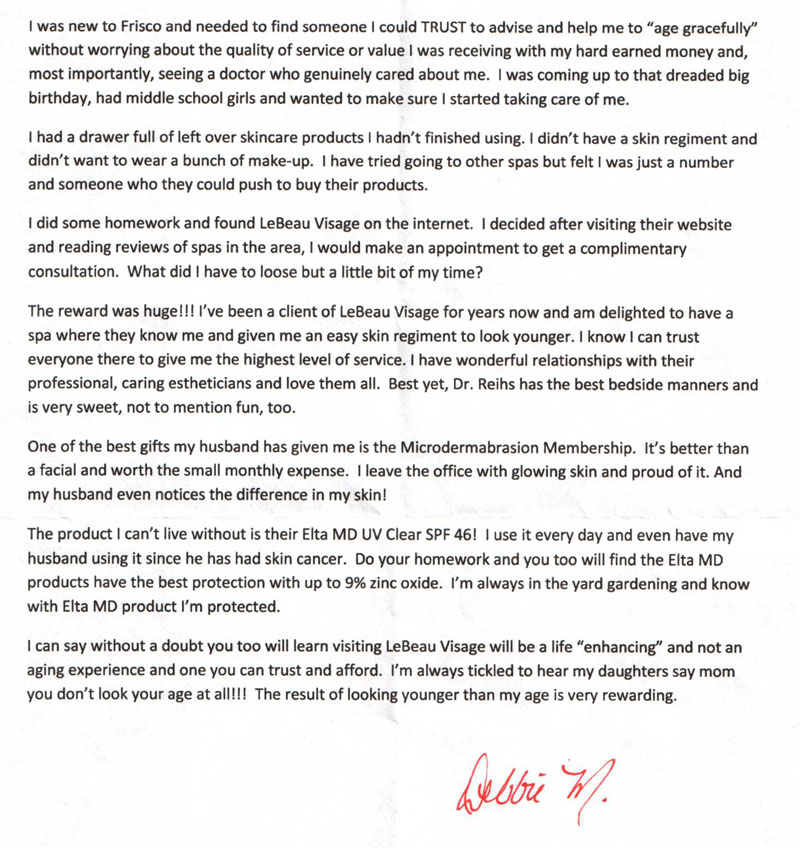 I was new to Frisco and needed to find someone I could TRUST to advise and help me to “age gracefully”
without worrying about the quality of service or value I was receiving with my hard earned money and,
most importantly, seeing a doctor who genuinely cared about me.  I was coming up to that dreaded big
birthday, had middle school girls and wanted to make sure I started taking care of me.
I had a drawer full of left over skincare products I hadn’t finished using. I didn’t have a skin regiment and
didn’t want to wear a bunch of make-up.  I have tried going to other spas but felt I was just a number
and someone who they could push to buy their products.
I did some homework and found LeBeau Visage on the internet.  I decided after visiting their website
and reading reviews of spas in the area, I would make an appointment to get a complimentary
consultation.  What did I have to loose but a little bit of my time?
The reward was huge!!! I’ve been a client of LeBeau Visage for years now and am delighted to have a
spa where they know me and given me an easy skin regiment to look younger. I know I can trust
everyone there to give me the highest level of service. I have wonderful relationships with their
professional, caring estheticians and love them all.  Best yet, Dr. Reihs has the best bedside manners and
is very sweet, not to mention fun, too.
One of the best gifts my husband has given me is the Microdermabrasion Membership.  It’s better than
a facial and worth the small monthly expense.  I leave the office with glowing skin and proud of it. And
my husband even notices the difference in my skin!
The product I can’t live without is their Elta MD UV Clear SPF 46!  I use it every day and even have my
husband using it since he has had skin cancer.  Do your homework and you too will find the Elta MD
products have the best protection with up to 9% zinc oxide.  I’m always in the yard gardening and know
with Elta MD product I’m protected.
I can say without a doubt you too will learn visiting LeBeau Visage will be a life “enhancing” and not an
aging experience and one you can trust and afford.  I’m always tickled to hear my daughters say mom
you don’t look your age at all!!!  The result of looking younger than my age is very rewarding.
Debbie M.